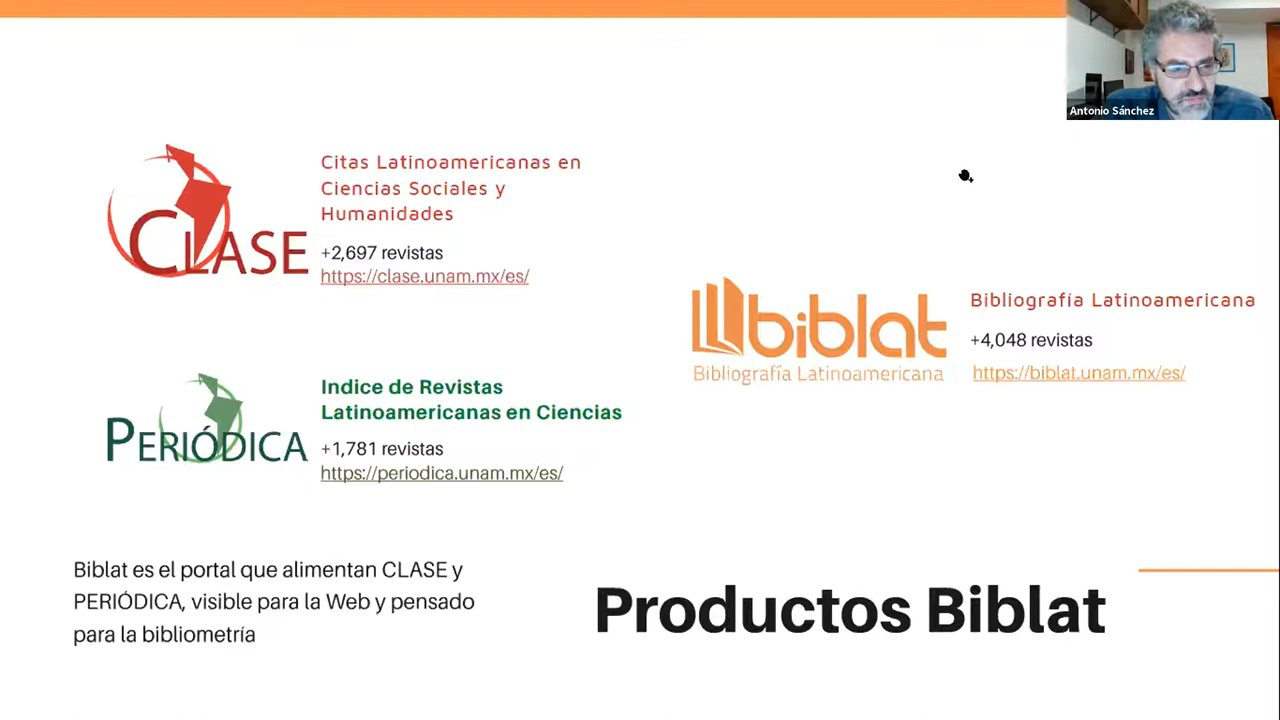 Antonio Sánchez
CLASE
Citas Latinoamericanas en
Ciencias Sociales y
Humanidades
+2,697 revistas
https://clase.unam.mx/es/
PERIÓDICA
Indice de Revistas
Latinoamericanas en Ciencias
+1,781 revistas
https://periodica.unam.mx/es/
biblat
Bibliografía Latinoamericana
Bibliografía Latinoamericana
+4,048 revistas
https://biblat.unam.mx/es/
Biblat es el portal que alimentan CLASE y
PERIÓDICA, visible para la Web y pensado
para la bibliometría
Productos Biblat